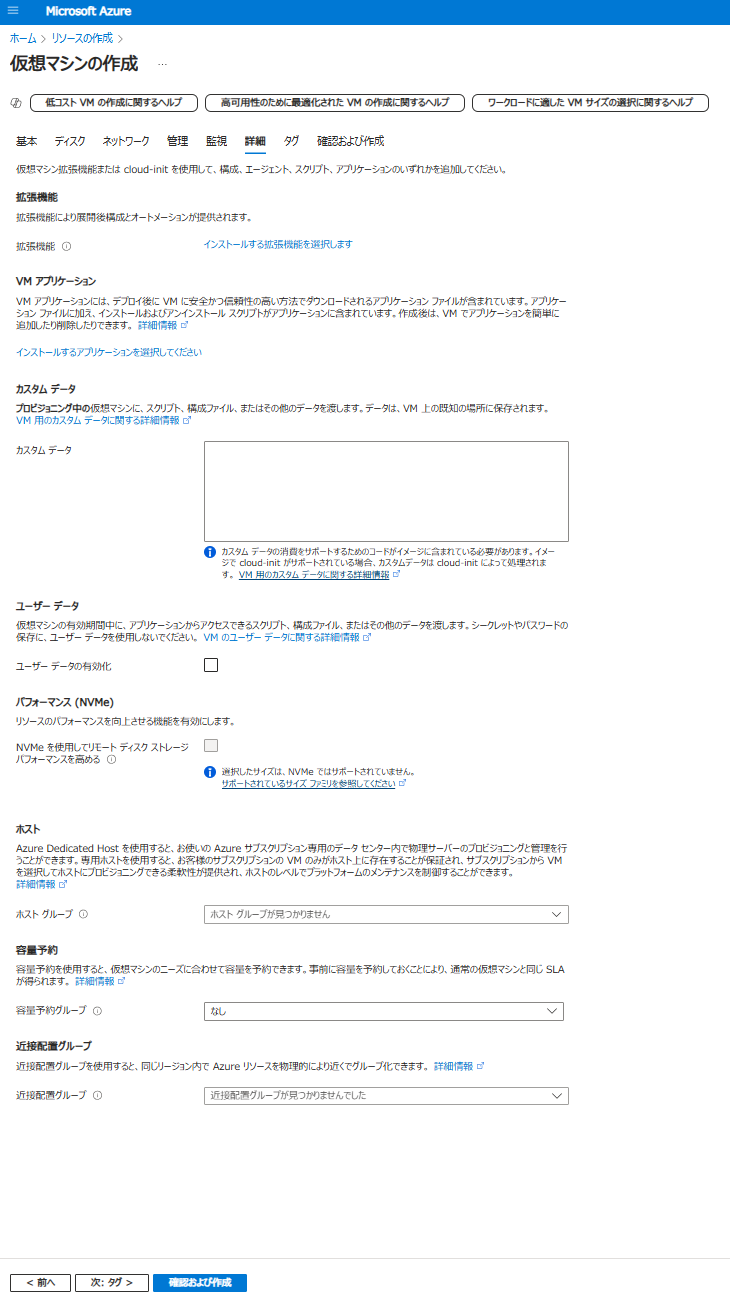 Microsoft Azure
ホーム > リソースの作成 >
仮想マシンの作成 …
低コスト VM の作成に関するヘルプ
高可用性のために最適化された VM の作成に関するヘルプ
ワークロードに適した VM サイズの選択に関するヘルプ
基本 ディスク ネットワーク 管理 監視 詳細 タグ 確認および作成
仮想マシン拡張機能または cloud-init を使用して、構成、エージェント、スクリプト、アプリケーションのいずれかを追加してください。
拡張機能
拡張機能により展開後構成とオートメーションが提供されます。
拡張機能 インストールする拡張機能を選択します
VM アプリケーション
VM アプリケーションには、デプロイ後に VM に安全かつ信頼性の高い方法でダウンロードされるアプリケーション ファイルが含まれています。アプリケー
ション ファイルに加え、インストールおよびアンインストール スクリプトがアプリケーションに含まれています。作成後は、VM でアプリケーションを簡単に
追加したり削除したりできます。 詳細情報
インストールするアプリケーションを選択してください
カスタム データ
プロビジョニング中の仮想マシンに、スクリプト、構成ファイル、またはその他のデータを渡します。データは、VM 上の既知の場所に保存されます。
VM 用のカスタム データに関する詳細情報
カスタム データ
カスタム データの消費をサポートするためのコードがイメージに含まれている必要があります。イメー
ジで cloud-init がサポートされている場合、カスタムデータは cloud-init によって処理されま
す。 VM 用のカスタム データに関する詳細情報
ユーザー データ
仮想マシンの有効期間中に、アプリケーションからアクセスできるスクリプト、構成ファイル、またはその他のデータを渡します。シークレットやパスワードの
保存に、ユーザー データを使用しないでください。 VM のユーザー データに関する詳細情報
ユーザー データの有効化
パフォーマンス (NVMe)
リソースのパフォーマンスを向上させる機能を有効にします。
NVMe を使用してリモート ディスク ストレージ
パフォーマンスを高める
選択したサイズは、NVMe ではサポートされていません。
サポートされているサイズ ファミリを参照してください
ホスト
Azure Dedicated Host を使用すると、お使いの Azure サブスクリプション専用のデータ センター内で物理サーバーのプロビジョニングと管理を行
うことができます。専用ホストを使用すると、お客様のサブスクリプションの VM のみがホスト上に存在することが保証され、サブスクリプションから VM
を選択してホストにプロビジョニングできる柔軟性が提供され、ホストのレベルでプラットフォームのメンテナンスを制御することができます。
詳細情報
ホスト グループ ホスト グループが見つかりません
容量予約
容量予約を使用すると、仮想マシンのニーズに合わせて容量を予約できます。事前に容量を予約しておくことにより、通常の仮想マシンと同じ SLA
が得られます。 詳細情報
容量予約グループ なし
近接配置グループ
近接配置グループを使用すると、同じリージョン内で Azure リソースを物理的により近くでグループ化できます。 詳細情報
近接配置グループ 近接配置グループが見つかりませんでした
< 前へ 次: タグ > 確認および作成